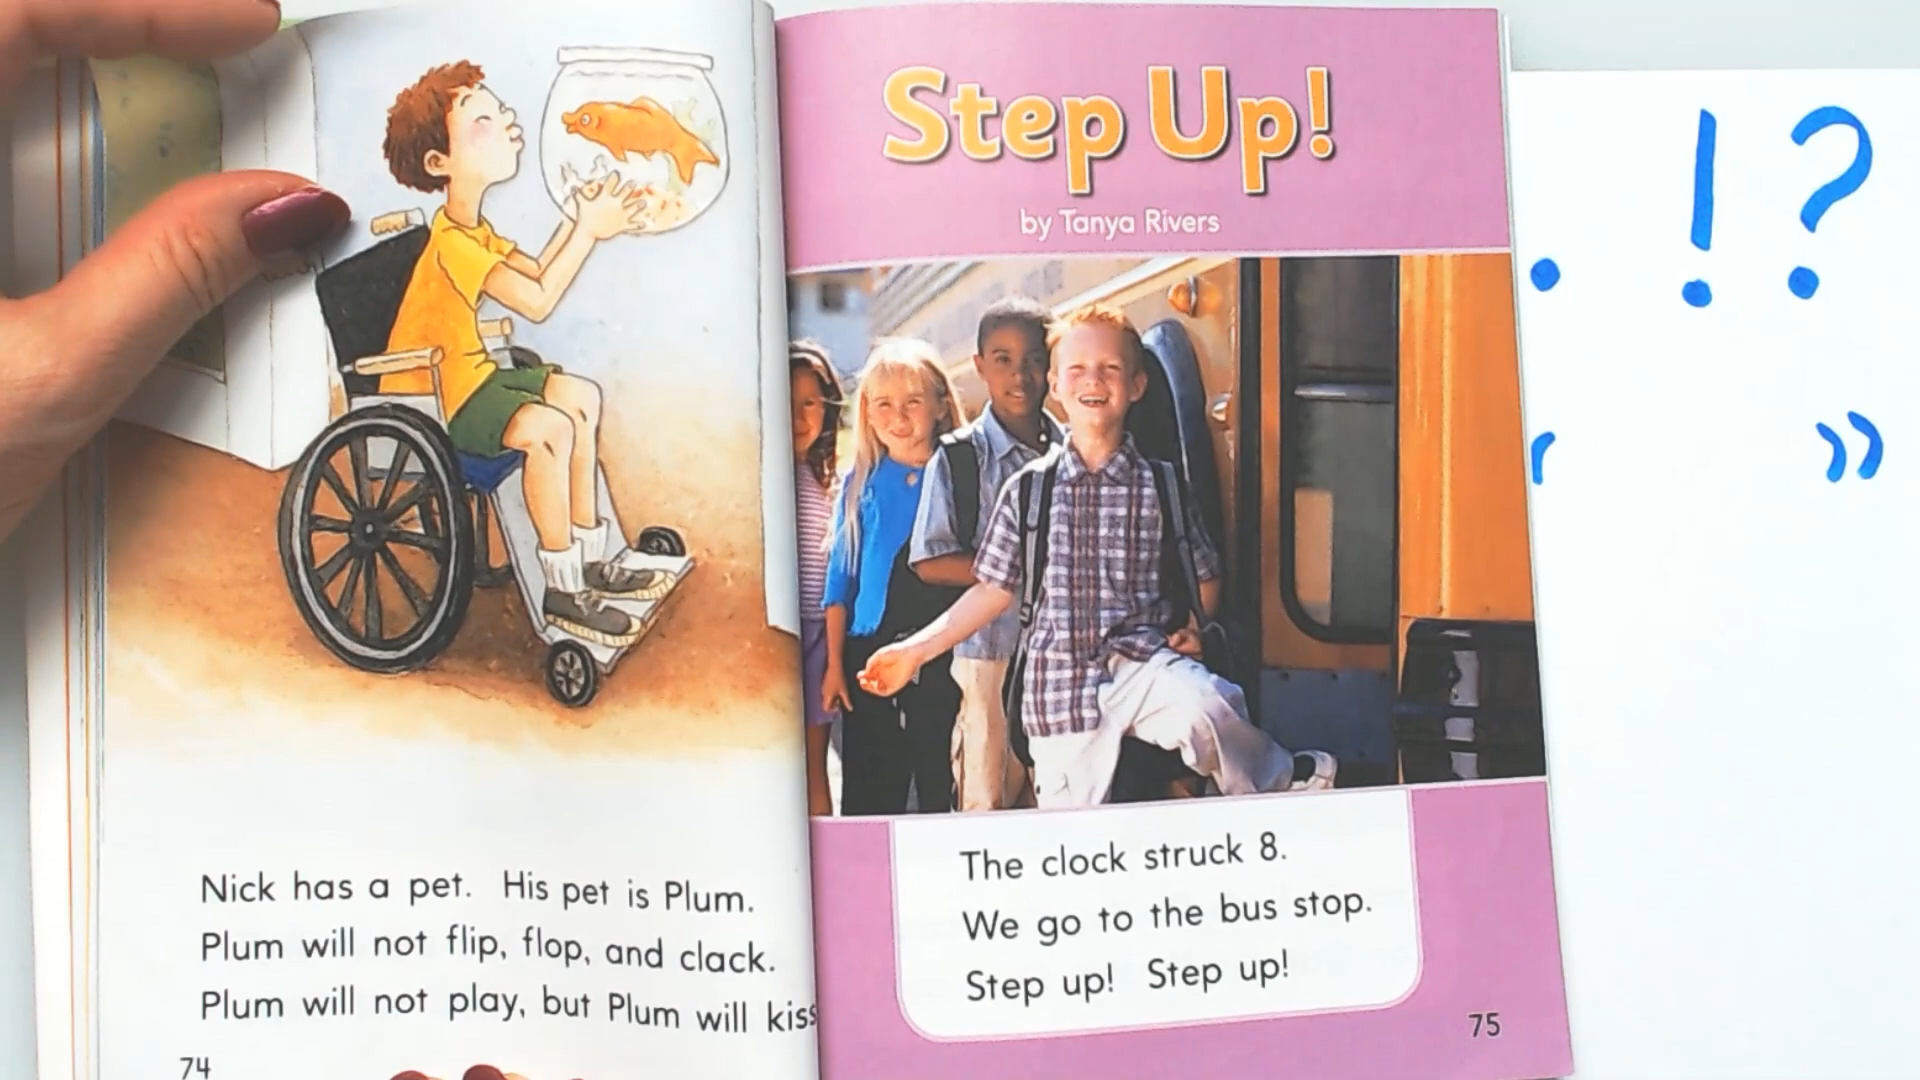 Nick has a pet. His pet is Plum.
Plum will not flip, flop, and clack.
Plum will not play, but Plum will kiss
74
Step Up!
by Tanya Rivers
The clock struck 8.
We go to the bus stop.
Step up! Step up!
75
. ! ?
‘ ”